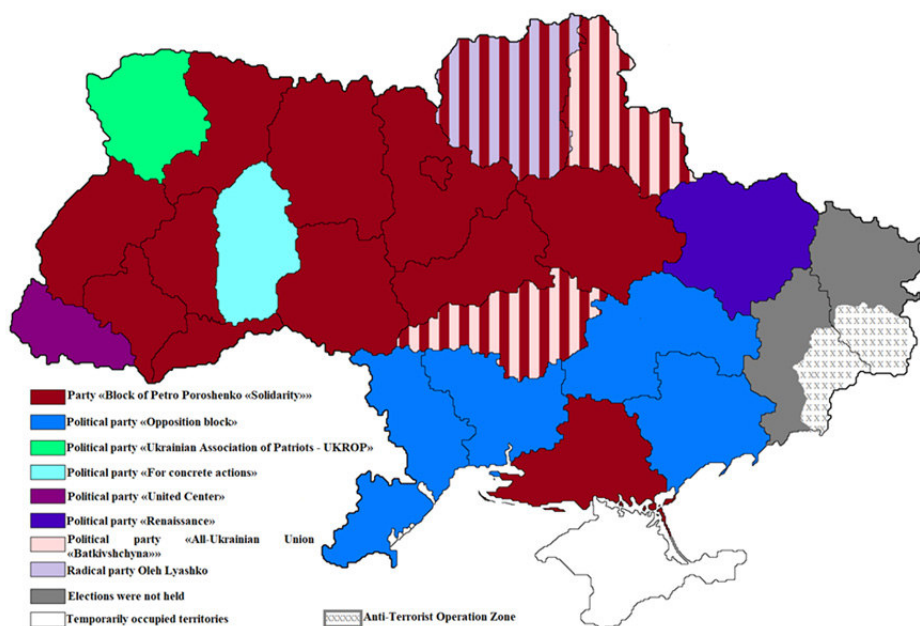 Party «Block of Petro Poroshenko «Solidarity»»
Political party «Opposition block»
Political party «Ukrainian Association of Patriots - UKROP»
Political party «For concrete actions»
Political party «United Center»
Political party «Renaissance»
Political party «All-Ukrainian Union
«Batkivshchyna»»
Radical party Oleh Lyashko
Elections were not held
Temporarily occupied territories
XXXXX Anti-Terrorist Operation Zone